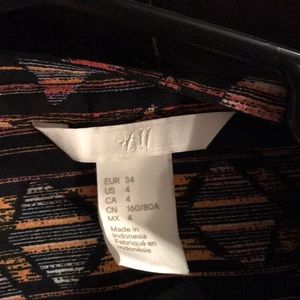 H&M
EUR 34
US 4
CA 4
CN 160/80A
MX 4
Made in
Indonesia
Fabriqué en
Indonésie